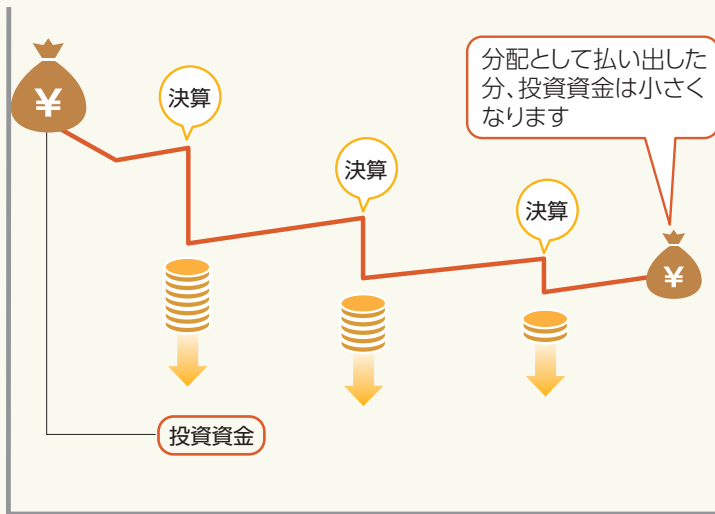 ¥
決算
分配として払い出した
分、投資資金は小さく
なります
決算
決算
¥
投資資金